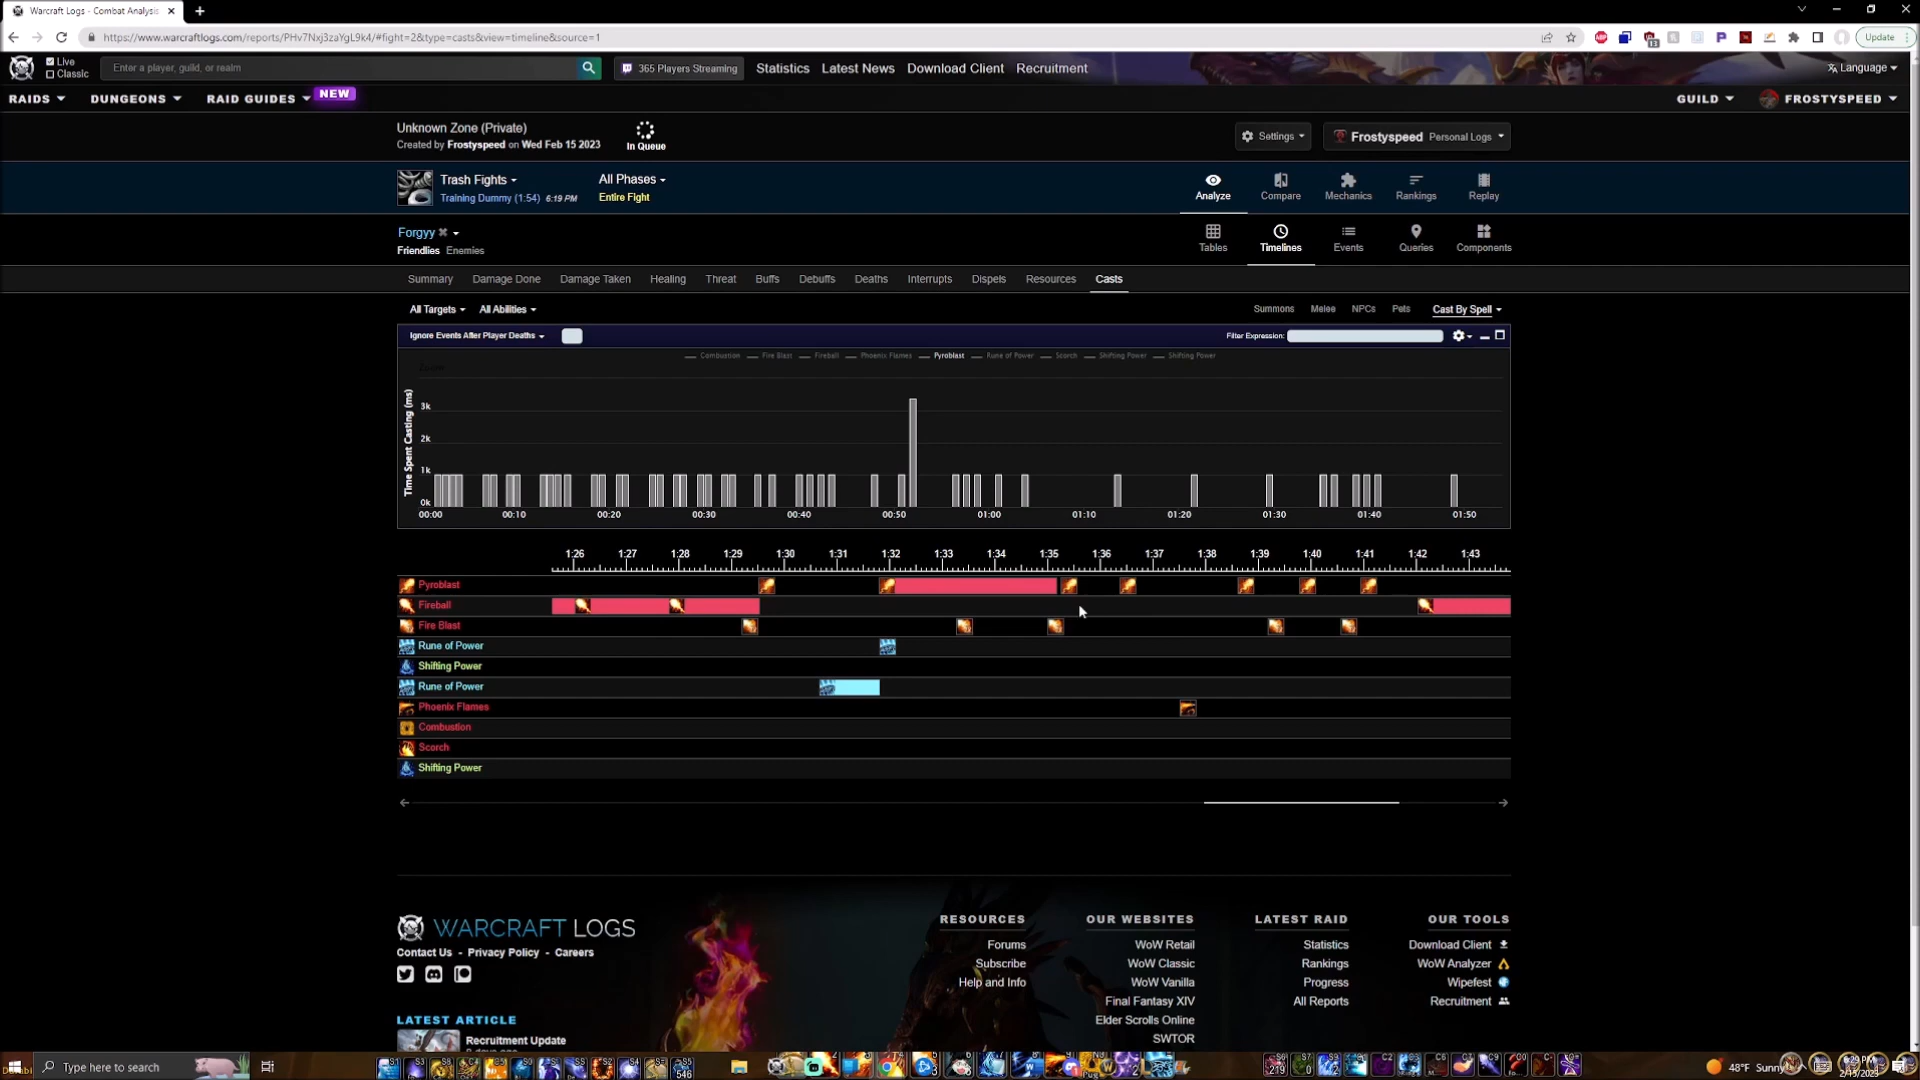 Warcraft Logs - Combat Analysis
https://www.warcraftlogs.com/reports/PHv7Nxj3zaYgL9k4/#fight=2&type=casts&view=timeline&source=1
Update
Live
Classic
Enter a player, guild, or realm
365 Players Streaming
Statistics
Latest News
Download Client
Recruitment
Language
RAIDS
DUNGEONS
RAID GUIDES
NEW
GUILD
FROSTYSPEED
Unknown Zone (Private)
Created by Frostyspeed on Wed Feb 15 2023
In Queue
Settings
Frostyspeed Personal Logs
Trash Fights
Training Dummy (1:54) 6:19 PM
All Phases
Entire Fight
Analyze
Compare
Mechanics
Rankings
Replay
Forgyy
Friendlies Enemies
Tables
Timelines
Events
Queries
Components
Summary Damage Done Damage Taken Healing Threat Buffs Debuffs Deaths Interrupts Dispels Resources Casts
All Targets All Abilities
Summons Melee NPCs Pets Cast By Spell
Ignore Events After Player Deaths
Filter Expression:
Combustion Fire Blast Fireball Phoenix Flames Pyroblast Rune of Power Scorch Shifting Power Shifting Power
Time Spent Casting (ms)
3k
2k
1k
0k
00:00 00:10 00:20 00:30 00:40 00:50 01:00 01:10 01:20 01:30 01:40 01:50
1:26 1:27 1:28 1:29 1:30 1:31 1:32 1:33 1:34 1:35 1:36 1:37 1:38 1:39 1:40 1:41 1:42 1:43
Pyroblast
Fireball
Fire Blast
Rune of Power
Shifting Power
Rune of Power
Phoenix Flames
Combustion
Scorch
Shifting Power
WARCRAFT LOGS
Contact Us - Privacy Policy - Careers
LATEST ARTICLE
Recruitment Update
RESOURCES
Forums
Subscribe
Help and Info
OUR WEBSITES
WoW Retail
WoW Classic
WoW Vanilla
Final Fantasy XIV
Elder Scrolls Online
SWTOR
LATEST RAID
Statistics
Rankings
Progress
All Reports
OUR TOOLS
Download Client
WoW Analyzer
Wipefest
Recruitment
Type here to search
48°F Sunny